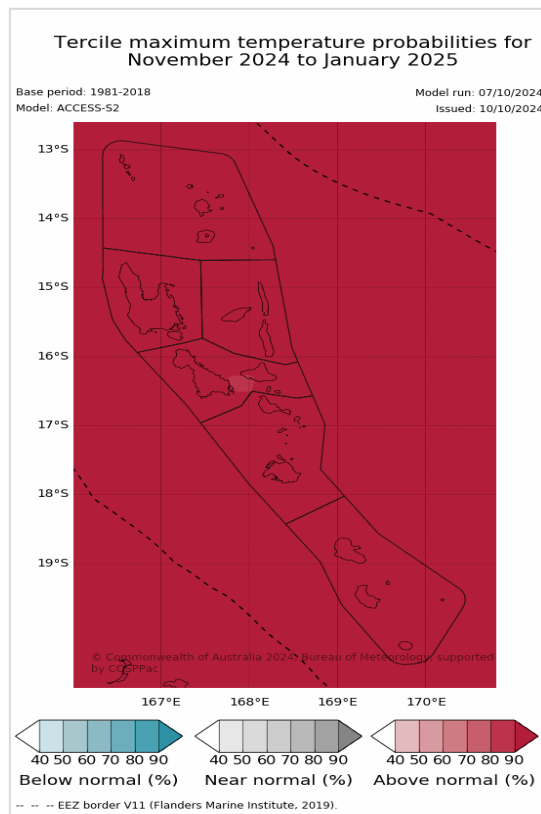 Tercile maximum temperature probabilities for
November 2024 to January 2025
Base period: 1981-2018
Model run: 07/10/2024
Model: ACCESS-S2
Issued: 10/10/2024
13°S
14°S
15°S
16°S
17°S
18°S
19°S
© Commonwealth of Australia 2024, Bureau of Meteorology, supported
by COSPPac
167°E 168°E 169°E 170°E
40 50 60 70 80 90
Below normal (%)
40 50 60 70 80 90
Near normal (%)
40 50 60 70 80 90
Above normal (%)
-- -- -- EEZ border V11 (Flanders Marine Institute, 2019).